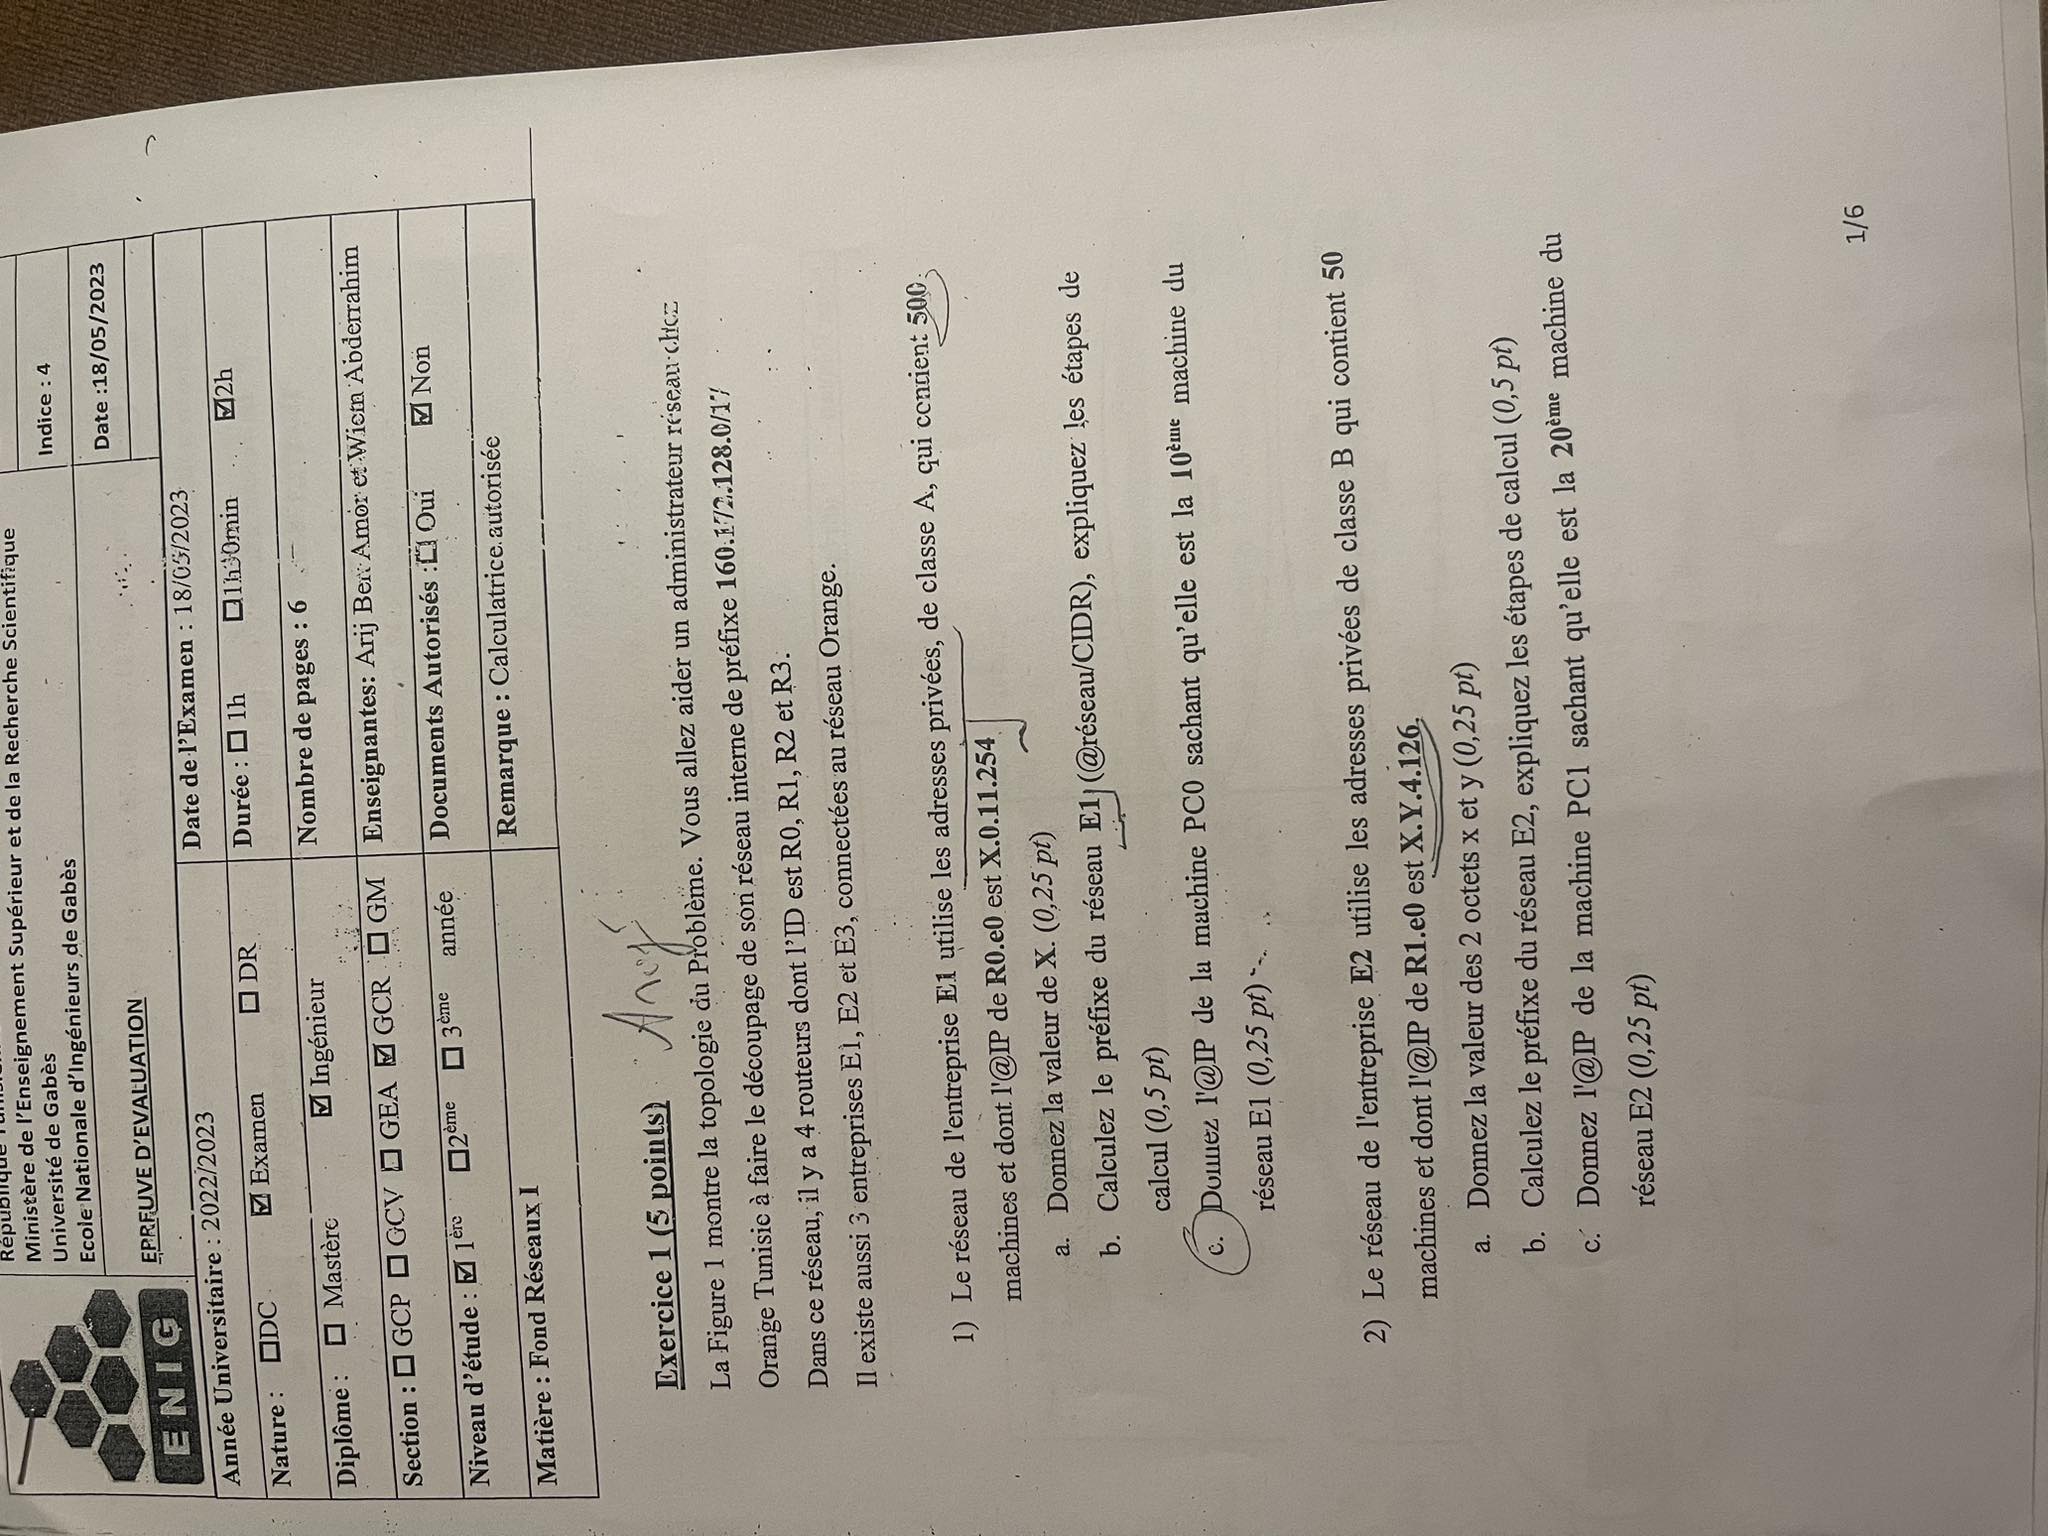 République
Ministère de l'Enseignement Supérieur et de la Recherche Scientifique
Université de Gabès
Ecole Nationale d'Ingénieurs de Gabès
Indice : 4
Date :18/05/2023
EPREUVE D'EVALUATION
ENIG
Année Universitaire : 2022/2023
Date de l'Examen : 18/05/2023
Nature : ☐DC ☑ Examen ☐ DR
Durée : ☐ 1h ☐1h30min ☑2h
Diplôme : ☐ Mastère ☑ Ingénieur
Nombre de pages : 6
Section : ☐ GCP ☐ GCV ☐ GEA ☑ GCR ☐ GM
Enseignantes: Arij Ben Amor et Wiem Abderrahim
Niveau d'étude : ☑ 1ère ☐2ème ☐ 3ème année
Documents Autorisés :☐ Oui ☑ Non
Matière : Fond Réseaux I
Remarque : Calculatrice autorisée
Exercice 1 (5 points)
La Figure 1 montre la topologie du Problème. Vous allez aider un administrateur réseau chez
Orange Tunisie à faire le découpage de son réseau interne de préfixe 160.172.128.0/17
Dans ce réseau, il y a 4 routeurs dont l'ID est R0, R1, R2 et R3.
Il existe aussi 3 entreprises E1, E2 et E3, connectées au réseau Orange.
1) Le réseau de l'entreprise E1 utilise les adresses privées, de classe A, qui contient 500
machines et dont l'@IP de R0.e0 est X.0.11.254
a. Donnez la valeur de X. (0,25 pt)
b. Calculez le préfixe du réseau E1 (@réseau/CIDR), expliquez les étapes de
calcul (0,5 pt)
c. Donnez l'@IP de la machine PC0 sachant qu'elle est la 10ème machine du
réseau E1 (0,25 pt)
2) Le réseau de l'entreprise E2 utilise les adresses privées de classe B qui contient 50
machines et dont l'@IP de R1.e0 est X.Y.4.126.
a. Donnez la valeur des 2 octets x et y (0,25 pt)
b. Calculez le préfixe du réseau E2, expliquez les étapes de calcul (0,5 pt)
c. Donnez l'@IP de la machine PC1 sachant qu'elle est la 20ème machine du
réseau E2 (0,25 pt)
1/6